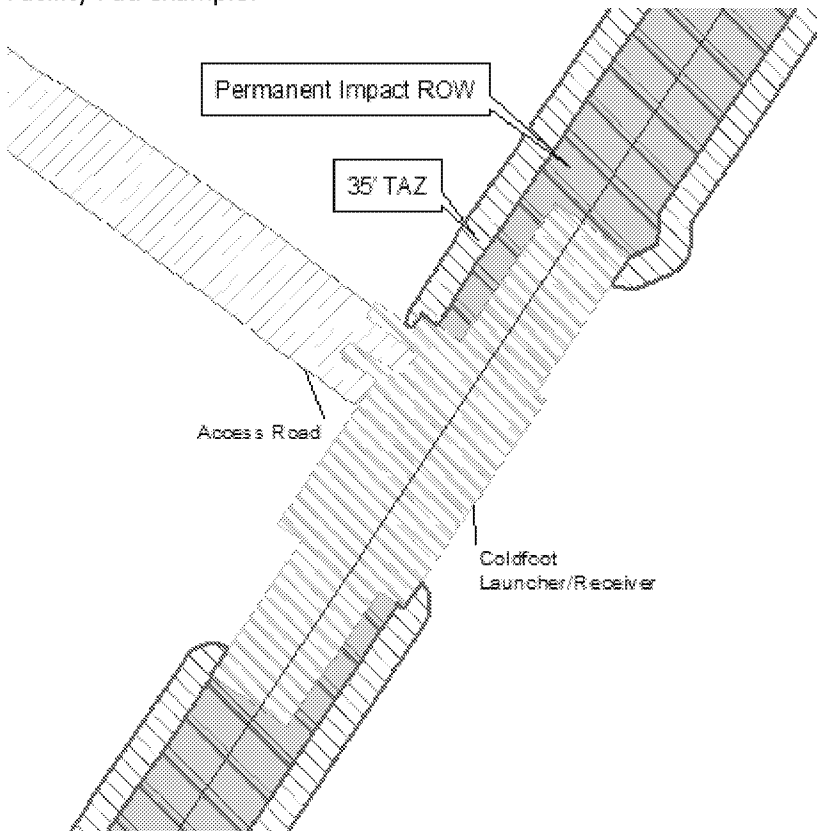 Permanent Impact ROW
35' TAZ
Access Road
Coldfoot
Launcher/Receiver